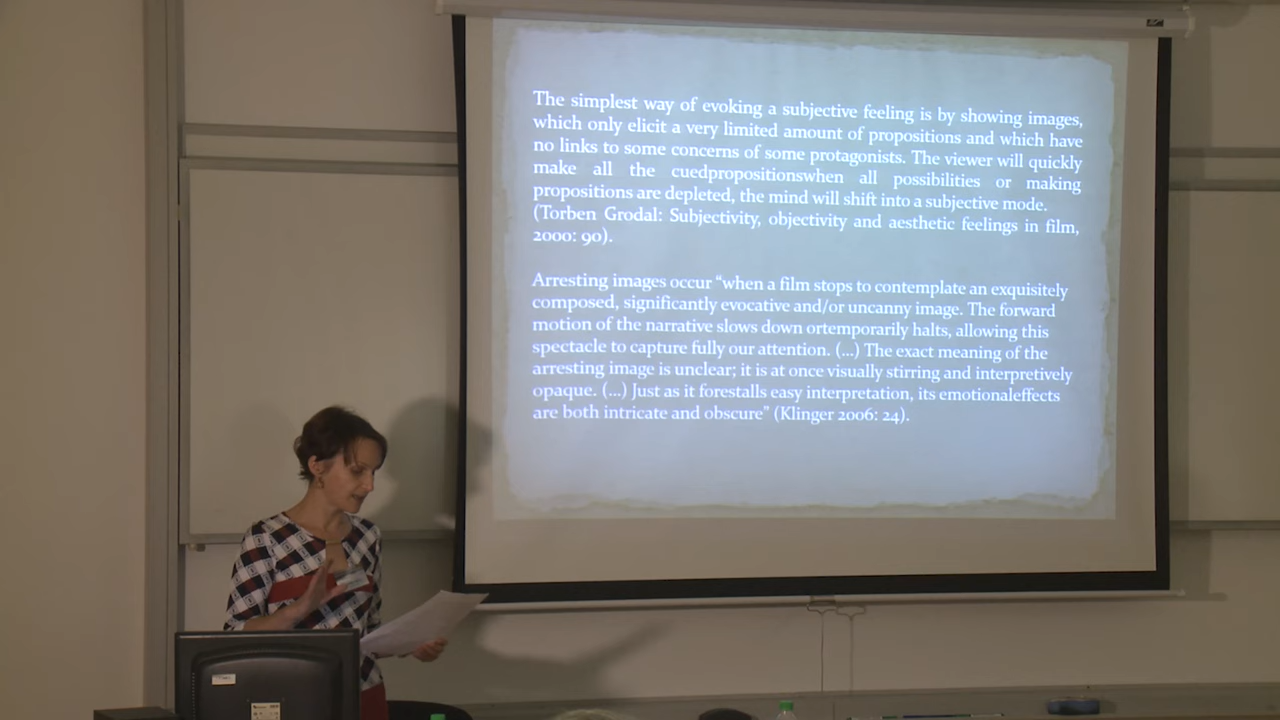 The simplest way of evoking a subjective feeling is by showing images,
which only elicit a very limited amount of propositions and which have
no links to some concerns of some protagonists. The viewer will quickly
make all the cuedpropositionswhen all possibilities or making
propositions are depleted, the mind will shift into a subjective mode.
(Torben Grodal: Subjectivity, objectivity and aesthetic feelings in film,
2000: 90).
Arresting images occur “when a film stops to contemplate an exquisitely
composed, significantly evocative and/or uncanny image. The forward
motion of the narrative slows down ortemporarily halts, allowing this
spectacle to capture fully our attention. (...) The exact meaning of the
arresting image is unclear; it is at once visually stirring and interpretively
opaque. (...) Just as it forestalls easy interpretation, its emotionaleffects
are both intricate and obscure” (Klinger 2006: 24).